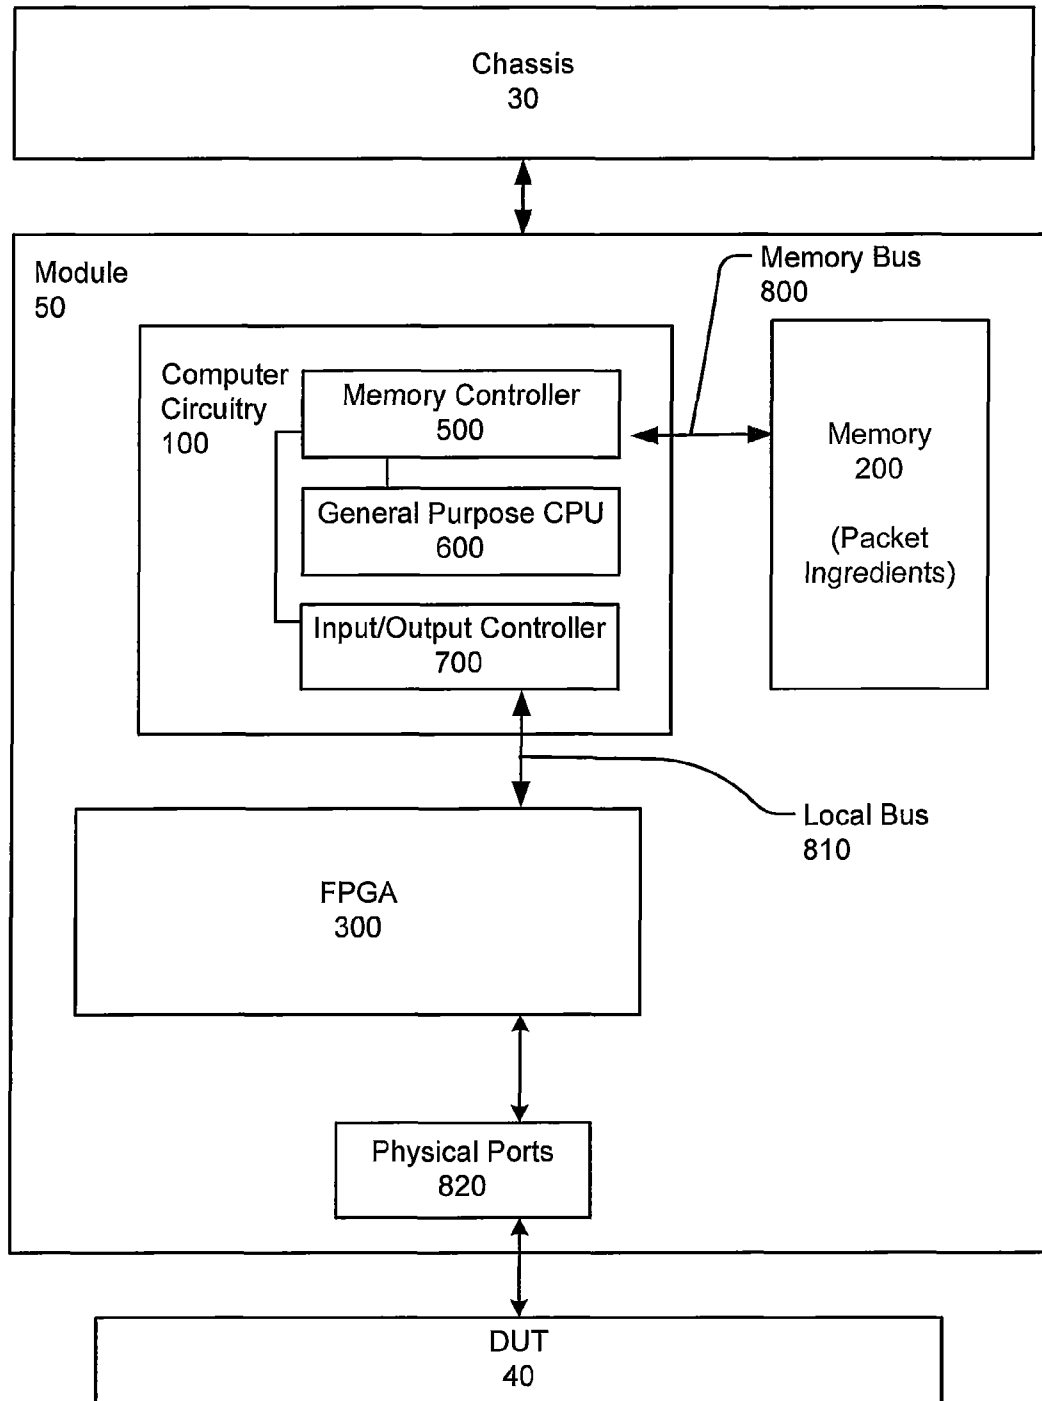 Chassis
30
Module
50
Memory Bus
800
Computer
Circuitry
100
Memory Controller
500
General Purpose CPU
600
Input/Output Controller
700
Memory
200
(Packet
Ingredients)
Local Bus
810
FPGA
300
Physical Ports
820
DUT
40